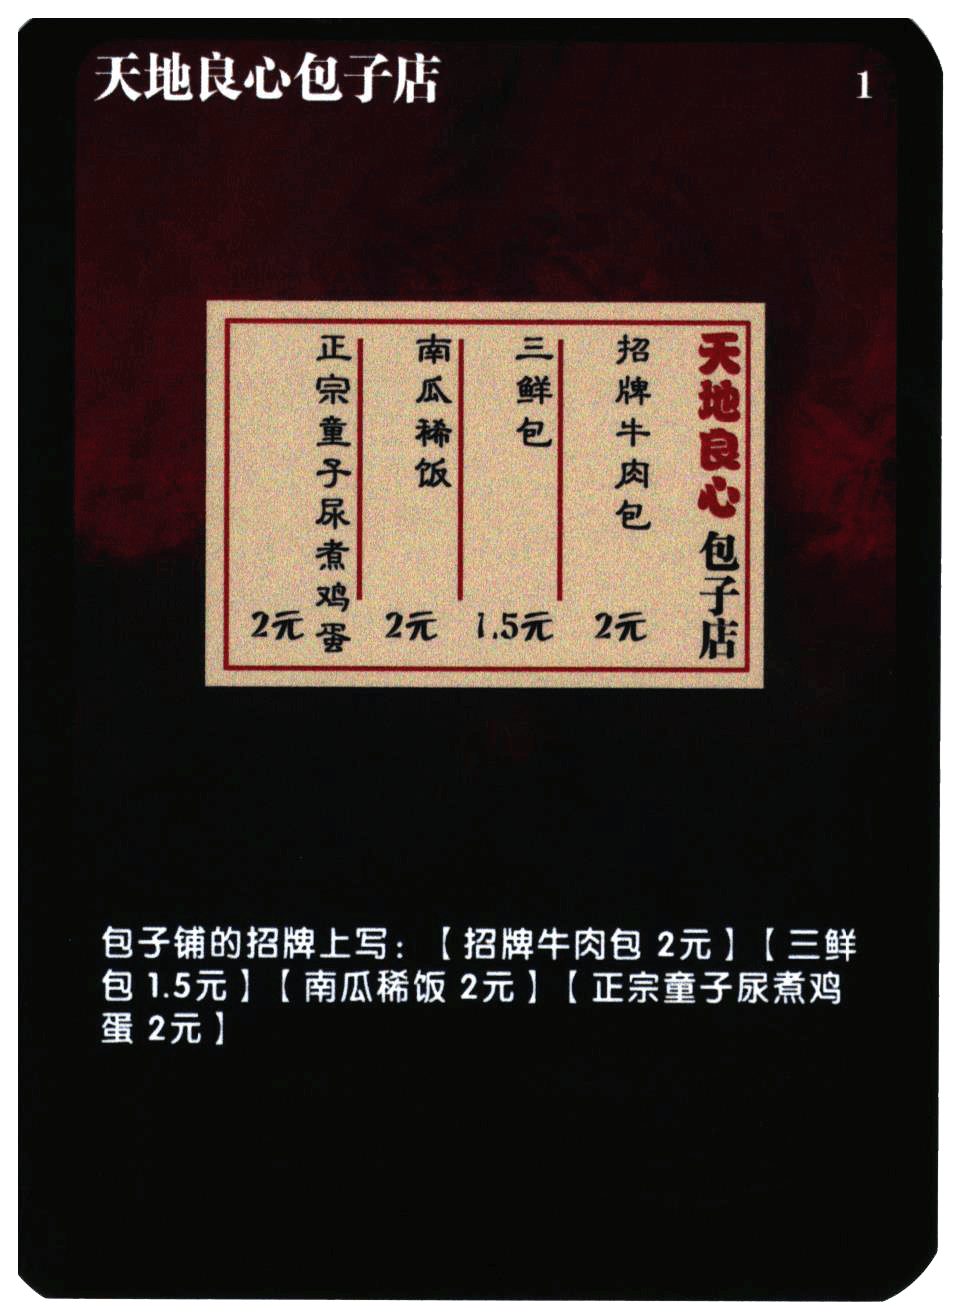 天地良心包子店
1
天地良心包子店
招牌牛肉包 2元
三鲜包 1.5元
南瓜稀饭 2元
正宗童子尿煮鸡蛋 2元
包子铺的招牌上写：【招牌牛肉包 2元】【三鲜
包 1.5元】【南瓜稀饭 2元】【正宗童子尿煮鸡
蛋 2元】